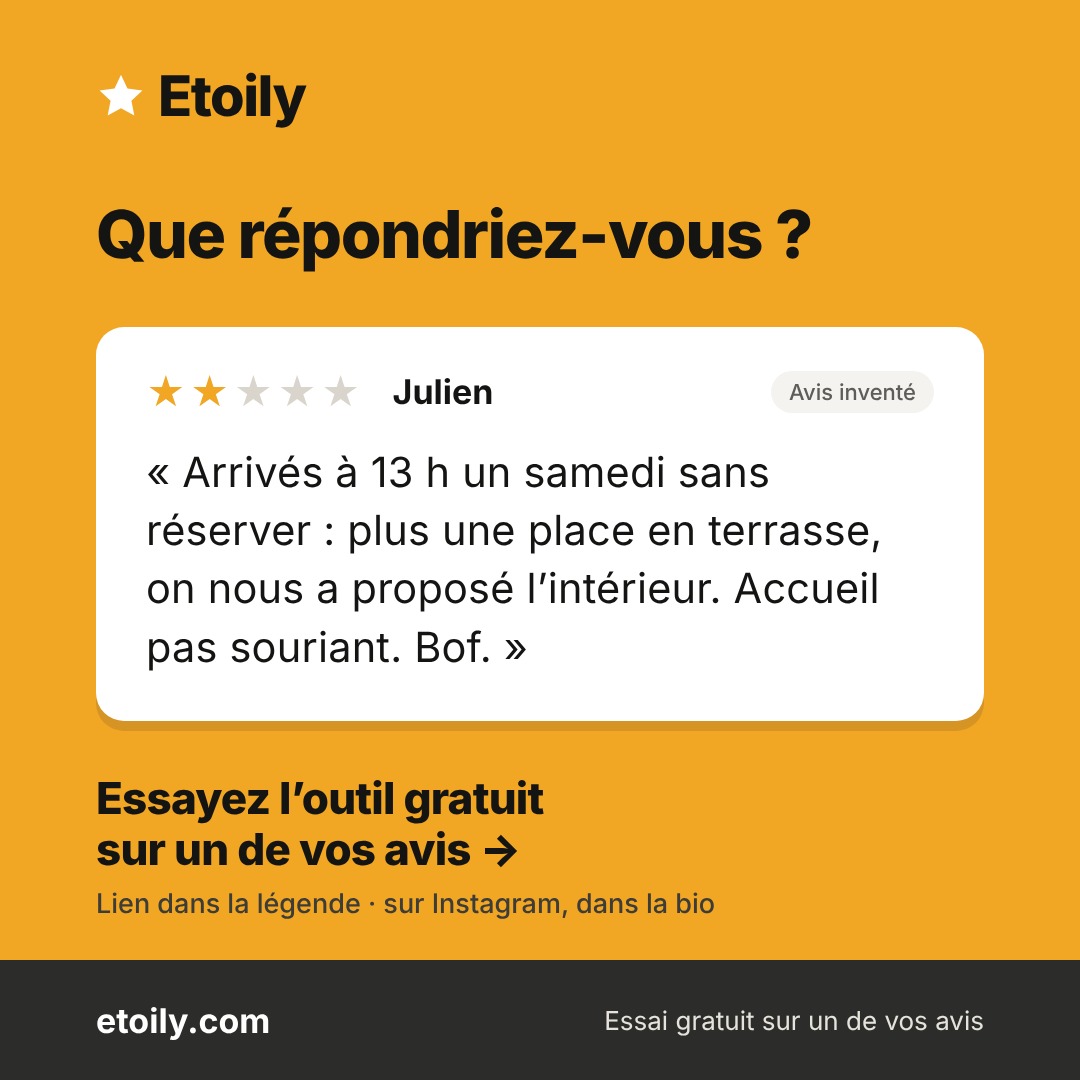 Etoily
Que répondriez-vous ?
Julien
Avis inventé
« Arrivés à 13 h un samedi sans
réserver : plus une place en terrasse,
on nous a proposé l’intérieur. Accueil
pas souriant. Bof. »
Essayez l’outil gratuit
sur un de vos avis →
Lien dans la légende · sur Instagram, dans la bio
etoily.com
Essai gratuit sur un de vos avis